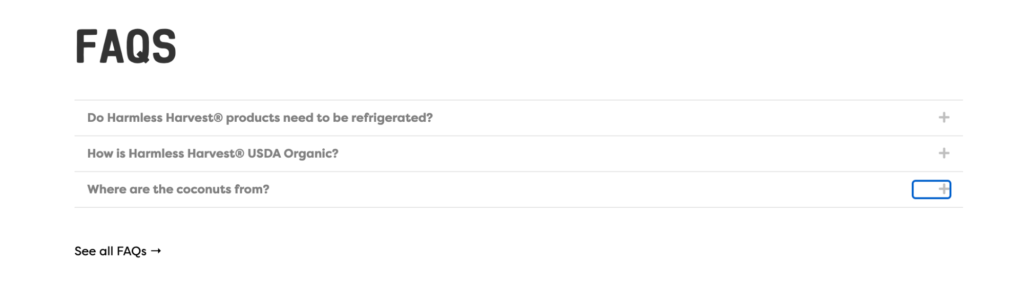 FAQS
Do Harmless Harvest® products need to be refrigerated?
+
How is Harmless Harvest® USDA Organic?
+
Where are the coconuts from?
+
See all FAQs →